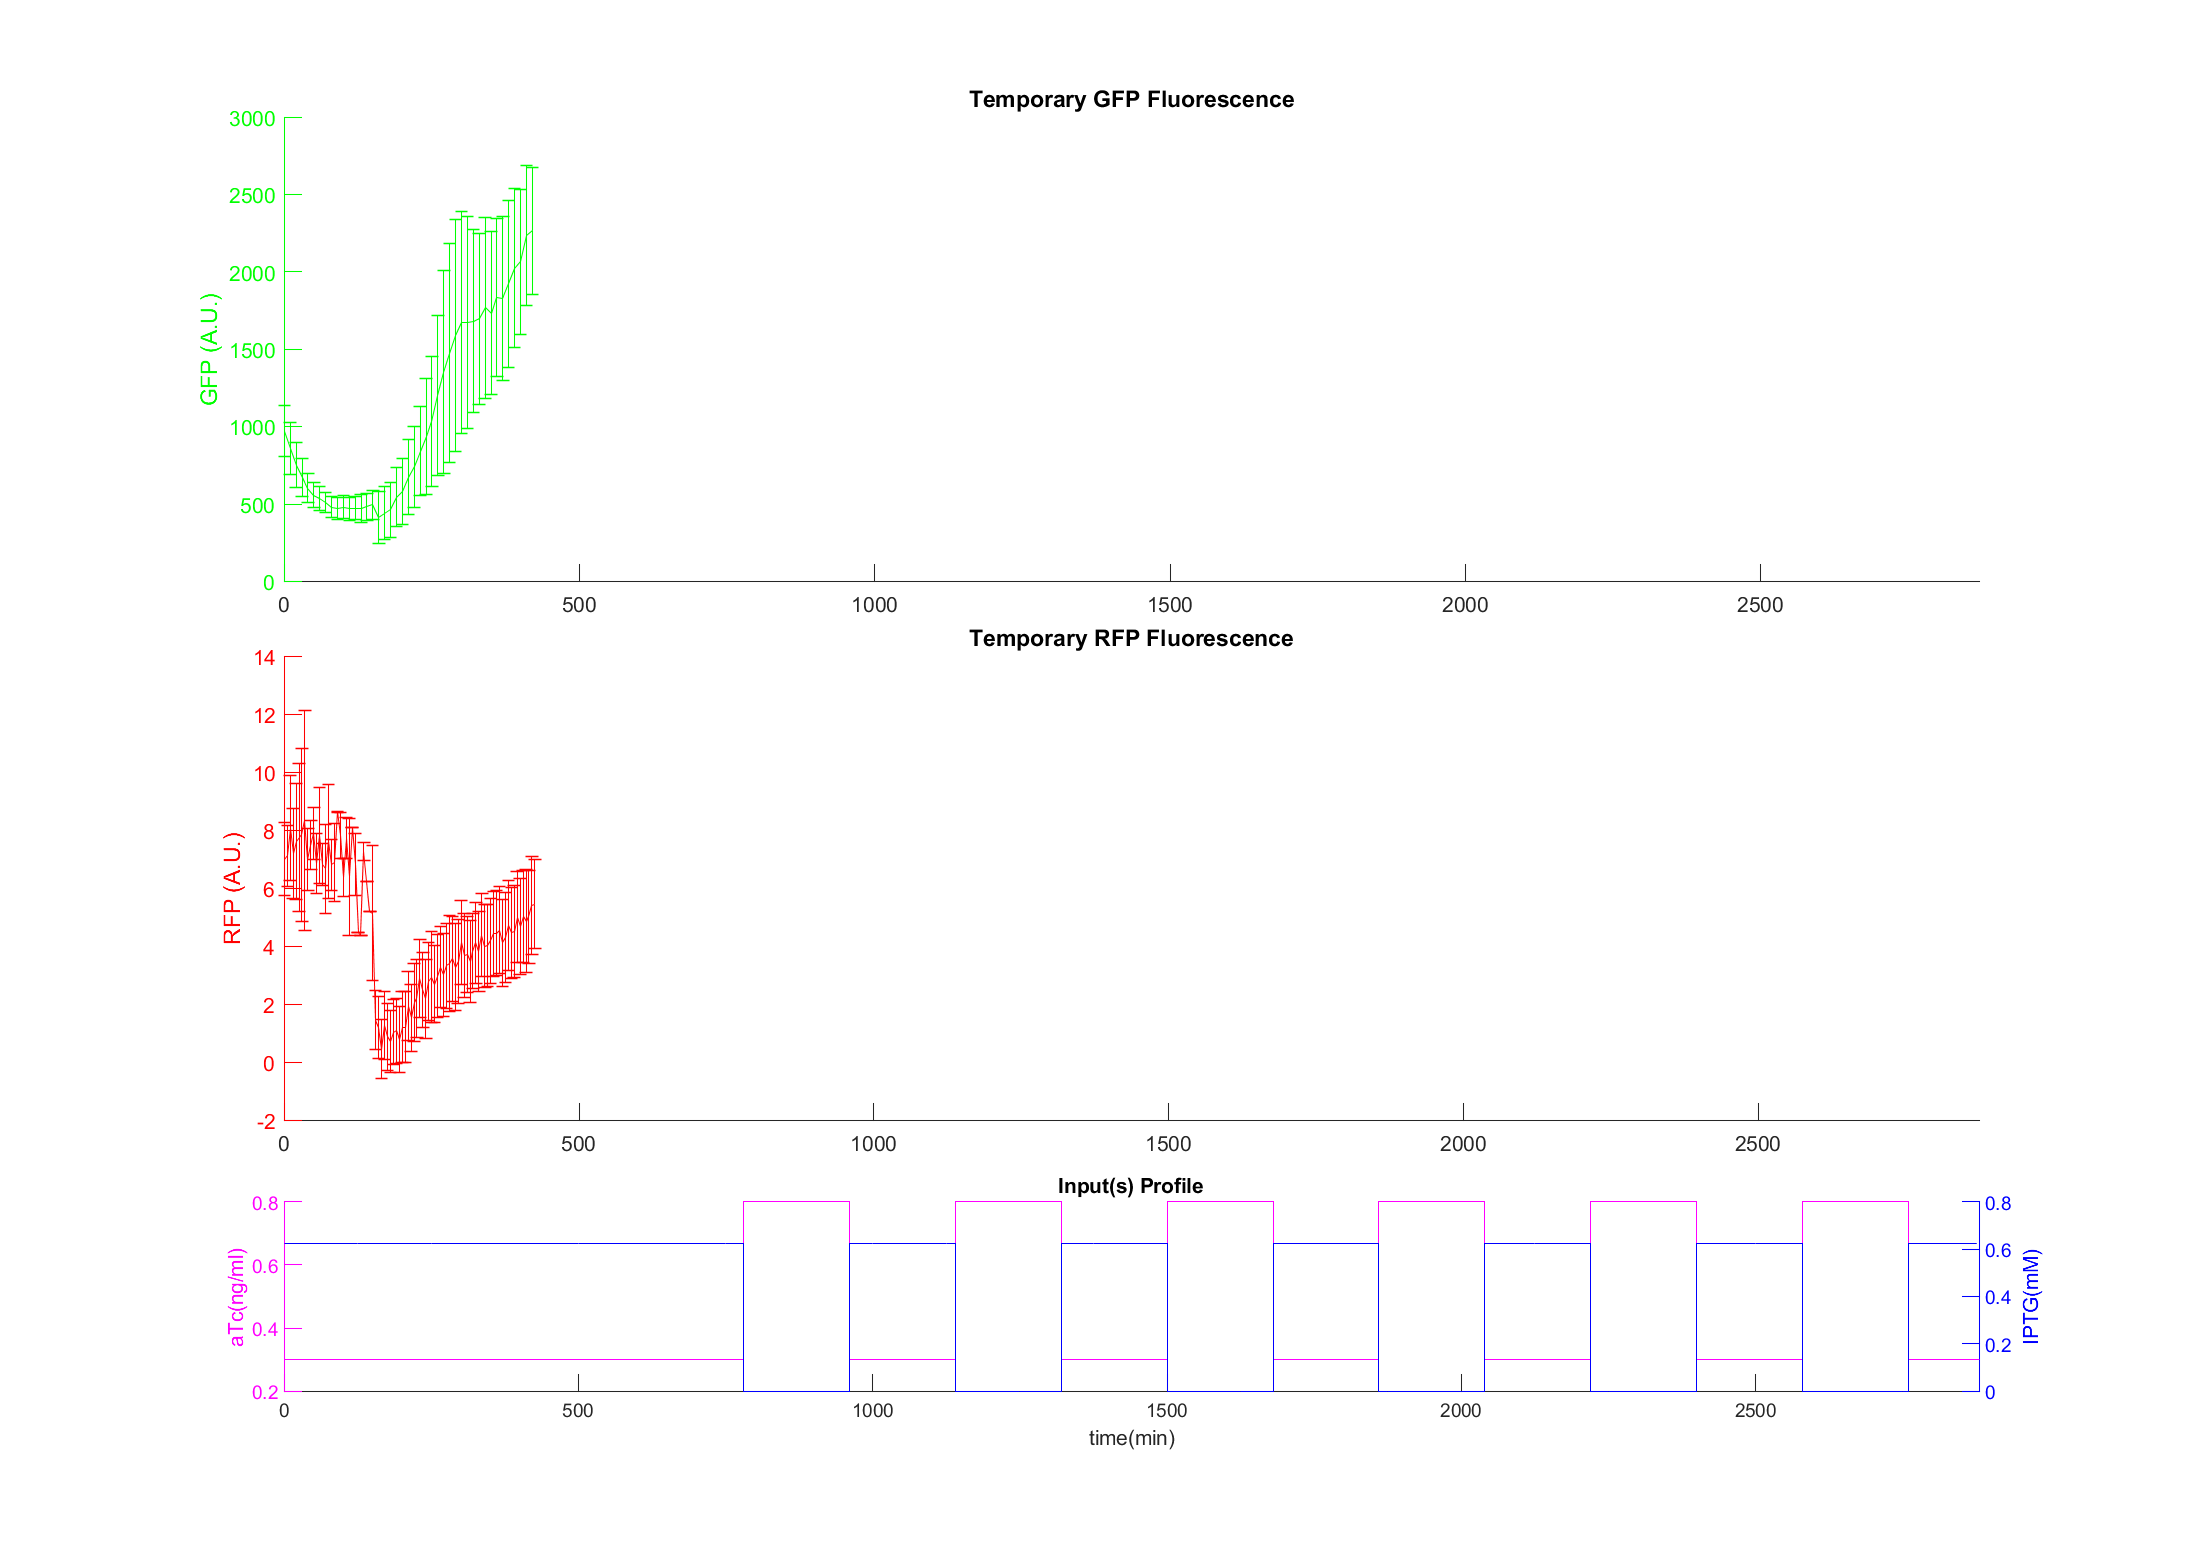 Temporary GFP Fluorescence
GFP (A.U.)
3000
2500
2000
1500
1000
500
0
0 500 1000 1500 2000 2500
Temporary RFP Fluorescence
RFP (A.U.)
14
12
10
8
6
4
2
0
-2
0 500 1000 1500 2000 2500
Input(s) Profile
aTc(ng/ml)
0.8
0.6
0.4
0.2
0.8
0.6
0.4
0.2
0
IPTG(mM)
0 500 1000 1500 2000 2500
time(min)